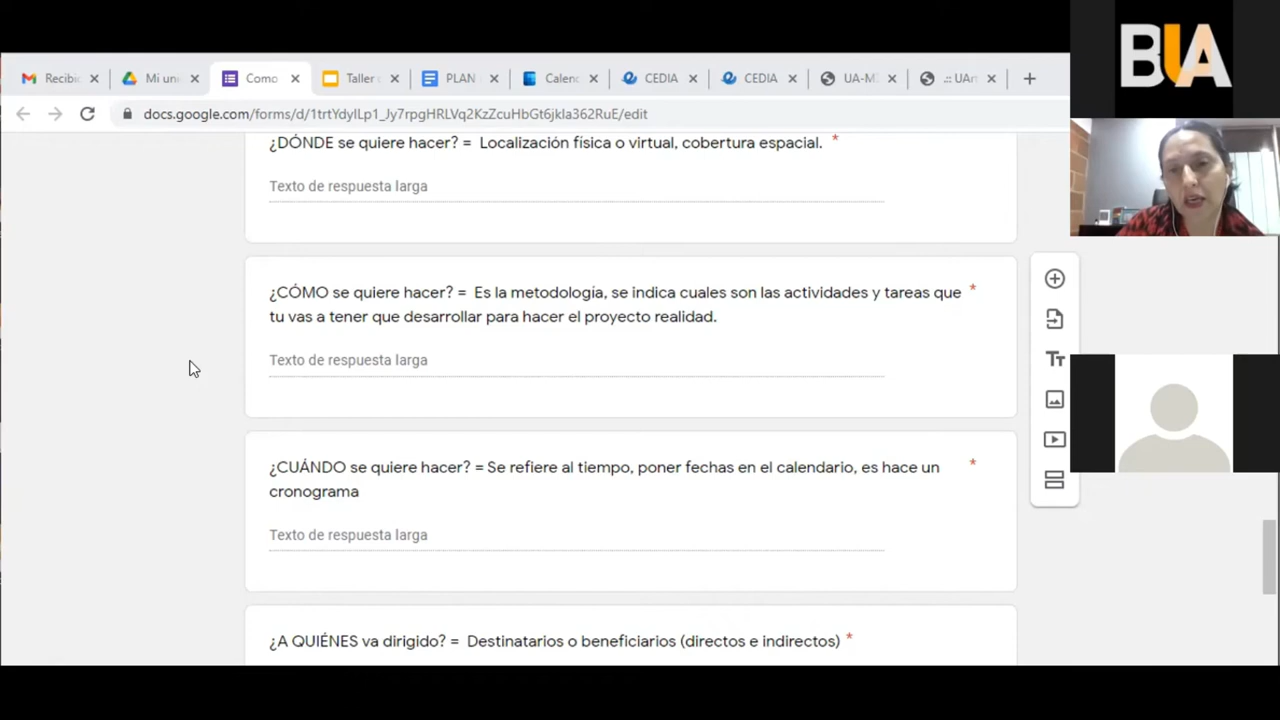 BUA
Recibi
Mi un
Como
Taller
PLAN
Calen
CEDIA
CEDIA
UA-M
UAr
docs.google.com/forms/d/1trtYdyILp1_Jy7rpgHRLVq2KzZcuHbGt6jkIa362RuE/edit
¿DÓNDE se quiere hacer? = Localización física o virtual, cobertura espacial. *
Texto de respuesta larga
¿CÓMO se quiere hacer? = Es la metodología, se indica cuales son las actividades y tareas que *
tu vas a tener que desarrollar para hacer el proyecto realidad.
Texto de respuesta larga
Tт
¿CUÁNDO se quiere hacer? = Se refiere al tiempo, poner fechas en el calendario, es hace un *
cronograma
Texto de respuesta larga
¿A QUIÉNES va dirigido? = Destinatarios o beneficiarios (directos e indirectos) *